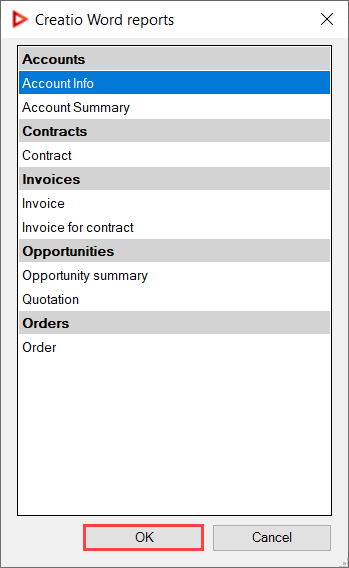 Creatio Word reports
Accounts
Account Info
Account Summary
Contracts
Contract
Invoices
Invoice
Invoice for contract
Opportunities
Opportunity summary
Quotation
Orders
Order
OK Cancel